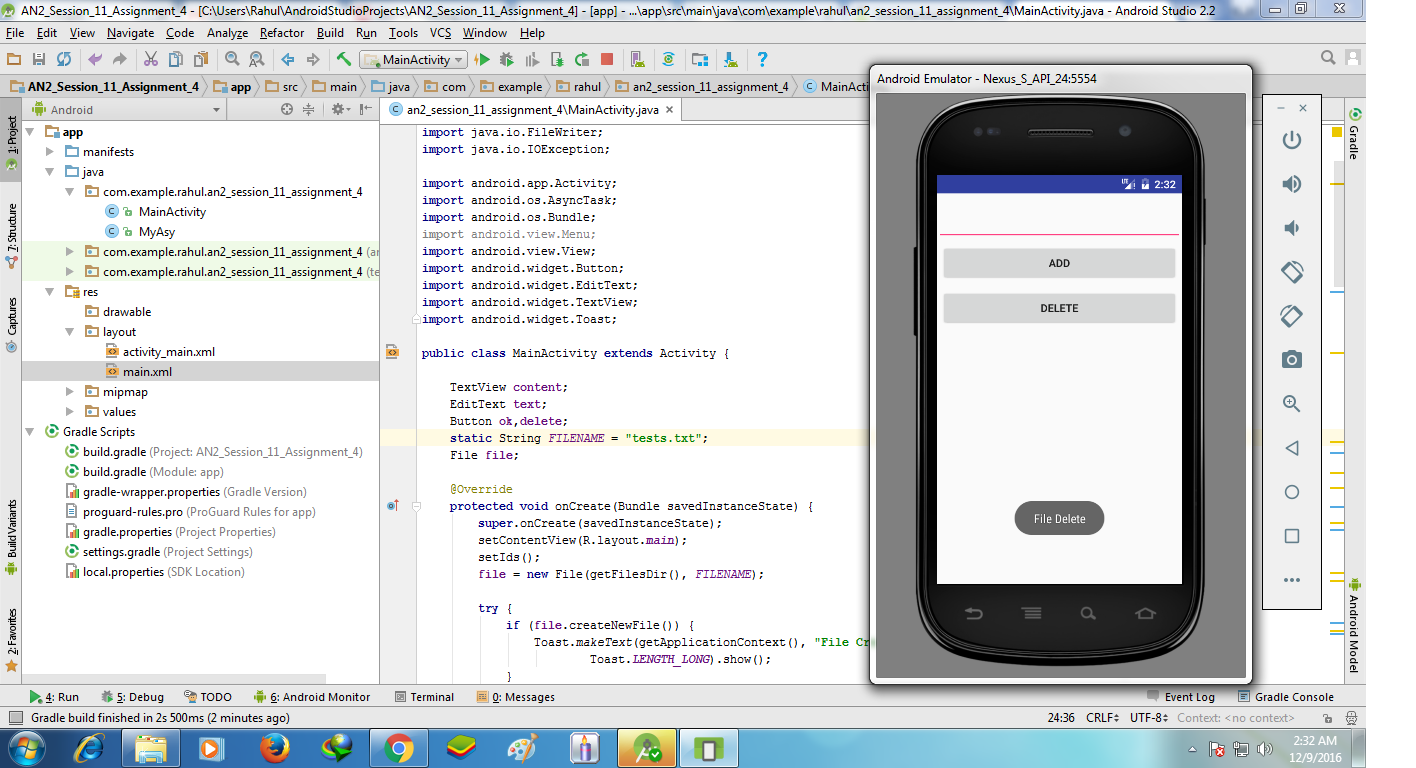 AN2_Session_11_Assignment_4 - [C:\Users\Rahul\AndroidStudioProjects\AN2_Session_11_Assignment_4] - [app] - ...\app\src\main\java\com\example\rahul\an2_session_11_assignment_4\MainActivity.java - Android Studio 2.2
File Edit View Navigate Code Analyze Refactor Build Run Tools VCS Window Help
MainActivity
AN2_Session_11_Assignment_4 app src main java com example rahul an2_session_11_assignment_4 MainActi
Android
an2_session_11_assignment_4\MainActivity.java
1: Project
7: Structure
Captures
Build Variants
2: Favorites
app
manifests
java
com.example.rahul.an2_session_11_assignment_4
MainActivity
MyAsy
com.example.rahul.an2_session_11_assignment_4 (ar
com.example.rahul.an2_session_11_assignment_4 (te
res
drawable
layout
activity_main.xml
main.xml
mipmap
values
Gradle Scripts
build.gradle (Project: AN2_Session_11_Assignment_4)
build.gradle (Module: app)
gradle-wrapper.properties (Gradle Version)
proguard-rules.pro (ProGuard Rules for app)
gradle.properties (Project Properties)
settings.gradle (Project Settings)
local.properties (SDK Location)
import java.io.FileWriter;
import java.io.IOException;
import android.app.Activity;
import android.os.AsyncTask;
import android.os.Bundle;
import android.view.Menu;
import android.view.View;
import android.widget.Button;
import android.widget.EditText;
import android.widget.TextView;
import android.widget.Toast;
public class MainActivity extends Activity {
TextView content;
EditText text;
Button ok,delete;
static String FILENAME = "tests.txt";
File file;
@Override
protected void onCreate(Bundle savedInstanceState) {
super.onCreate(savedInstanceState);
setContentView(R.layout.main);
setIds();
file = new File(getFilesDir(), FILENAME);
try {
if (file.createNewFile()) {
Toast.makeText(getApplicationContext(), "File Cr
Toast.LENGTH_LONG).show();
}
Android Emulator - Nexus_S_API_24:5554
LTE 2:32
ADD
DELETE
File Delete
Gradle
Android Model
4: Run 5: Debug TODO 6: Android Monitor Terminal 0: Messages Event Log Gradle Console
Gradle build finished in 2s 500ms (2 minutes ago) 24:36 CRLF UTF-8 Context: <no context>
2:32 AM
12/9/2016